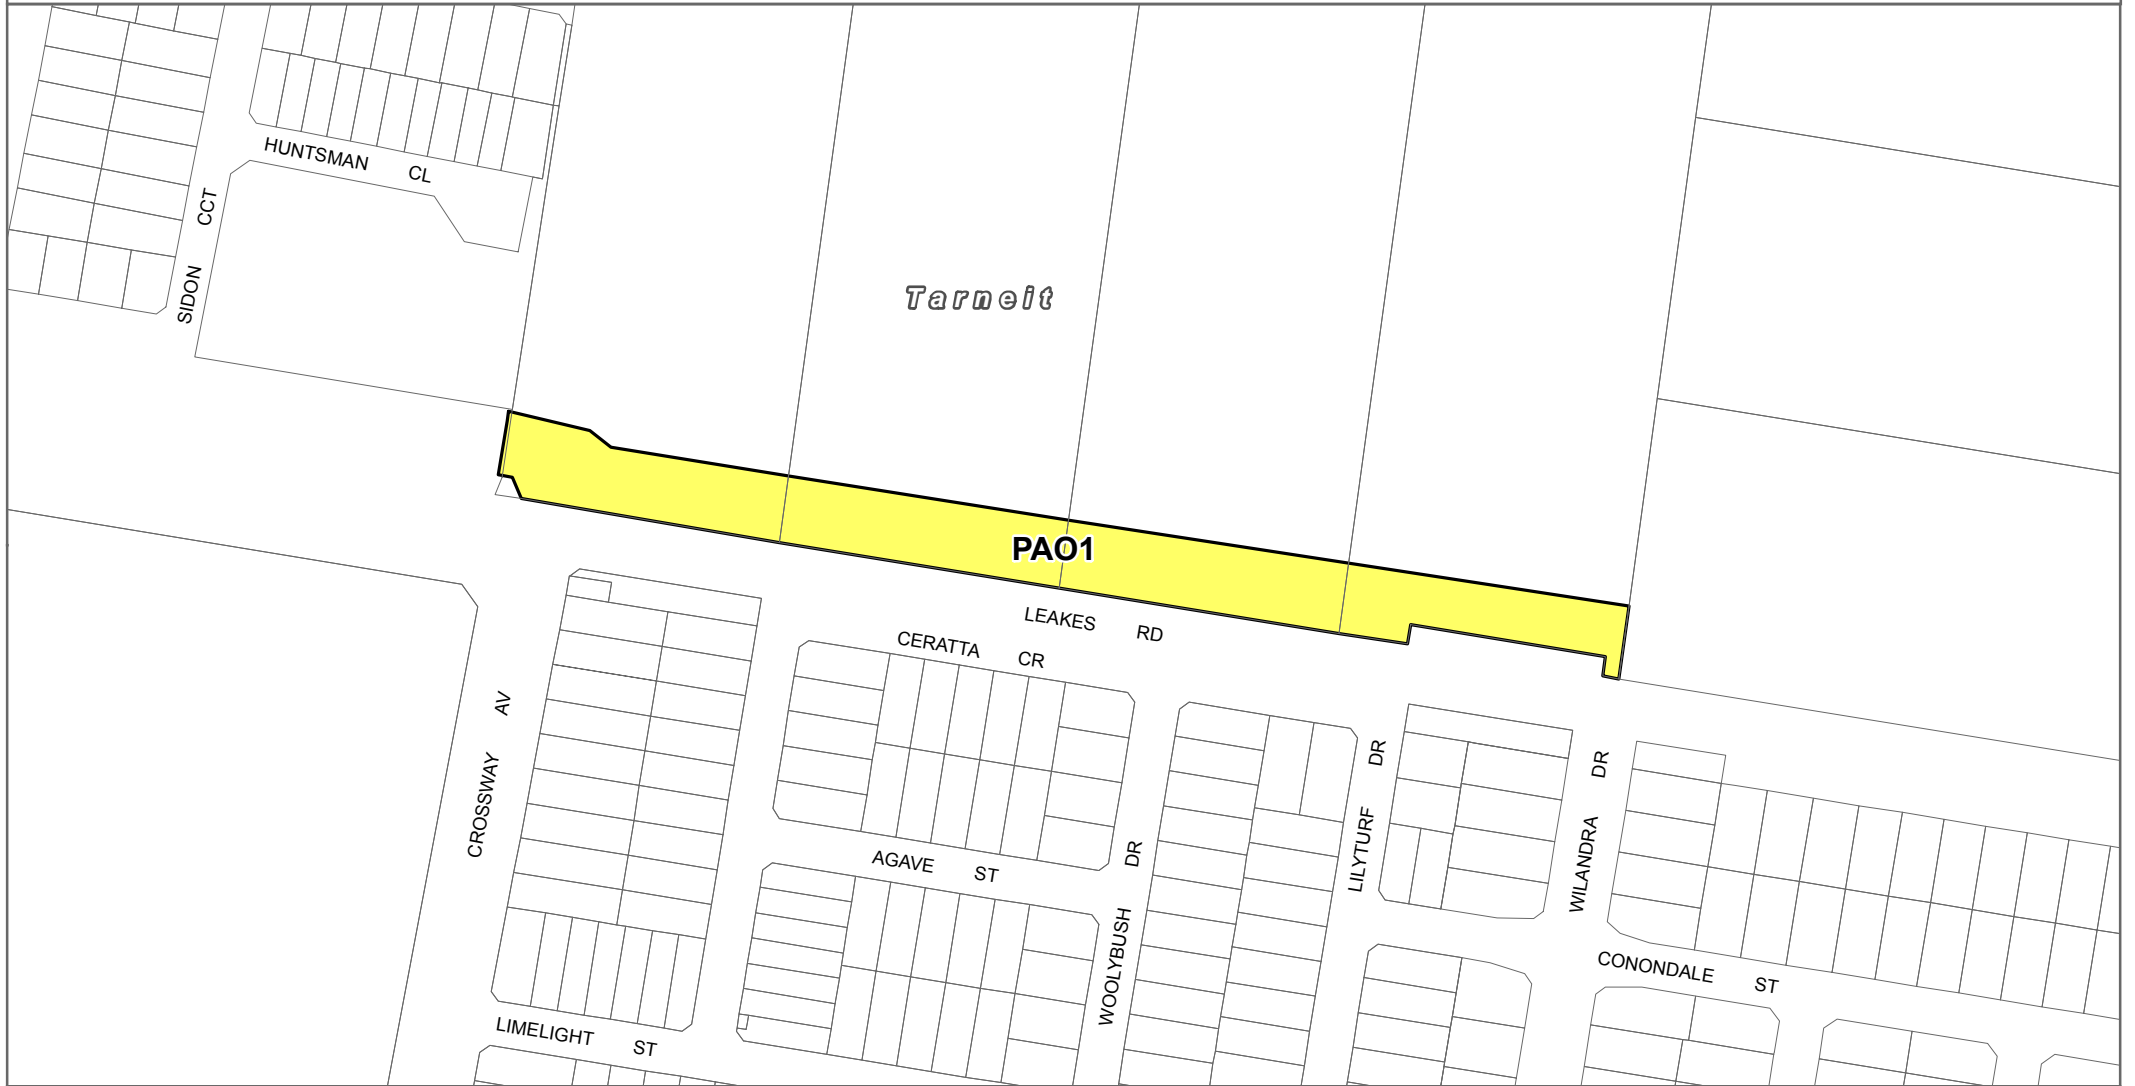 HUNTSMAN CL
SIDON CCT
Tarneit
PAO1
LEAKES RD
CERATTA CR
CROSSWAY AV
AGAVE ST
WOOLYBUSH DR
LILYTURF DR
WILANDRA DR
CONONDALE ST
LIMELIGHT ST